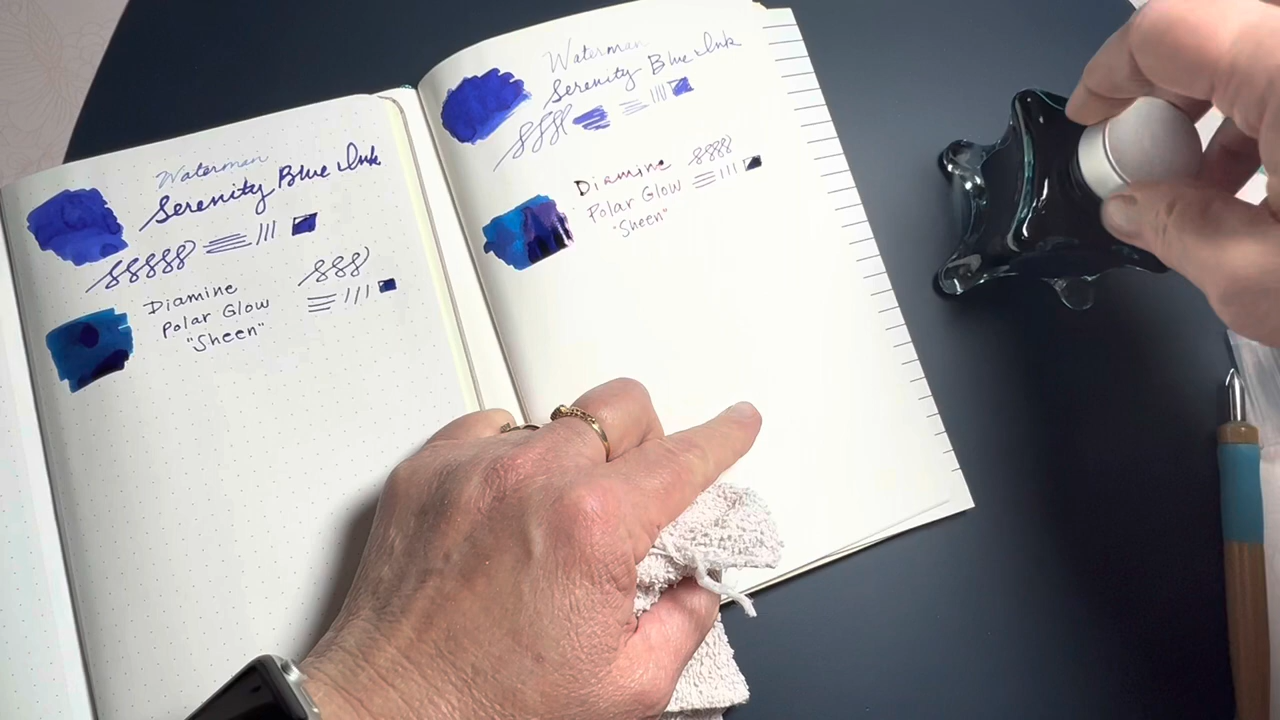 Waterman
Serenity Blue Ink
Diamine
Polar Glow
"Sheen"
Waterman
Serenity Blue Ink
Diamine
Polar Glow
"Sheen"